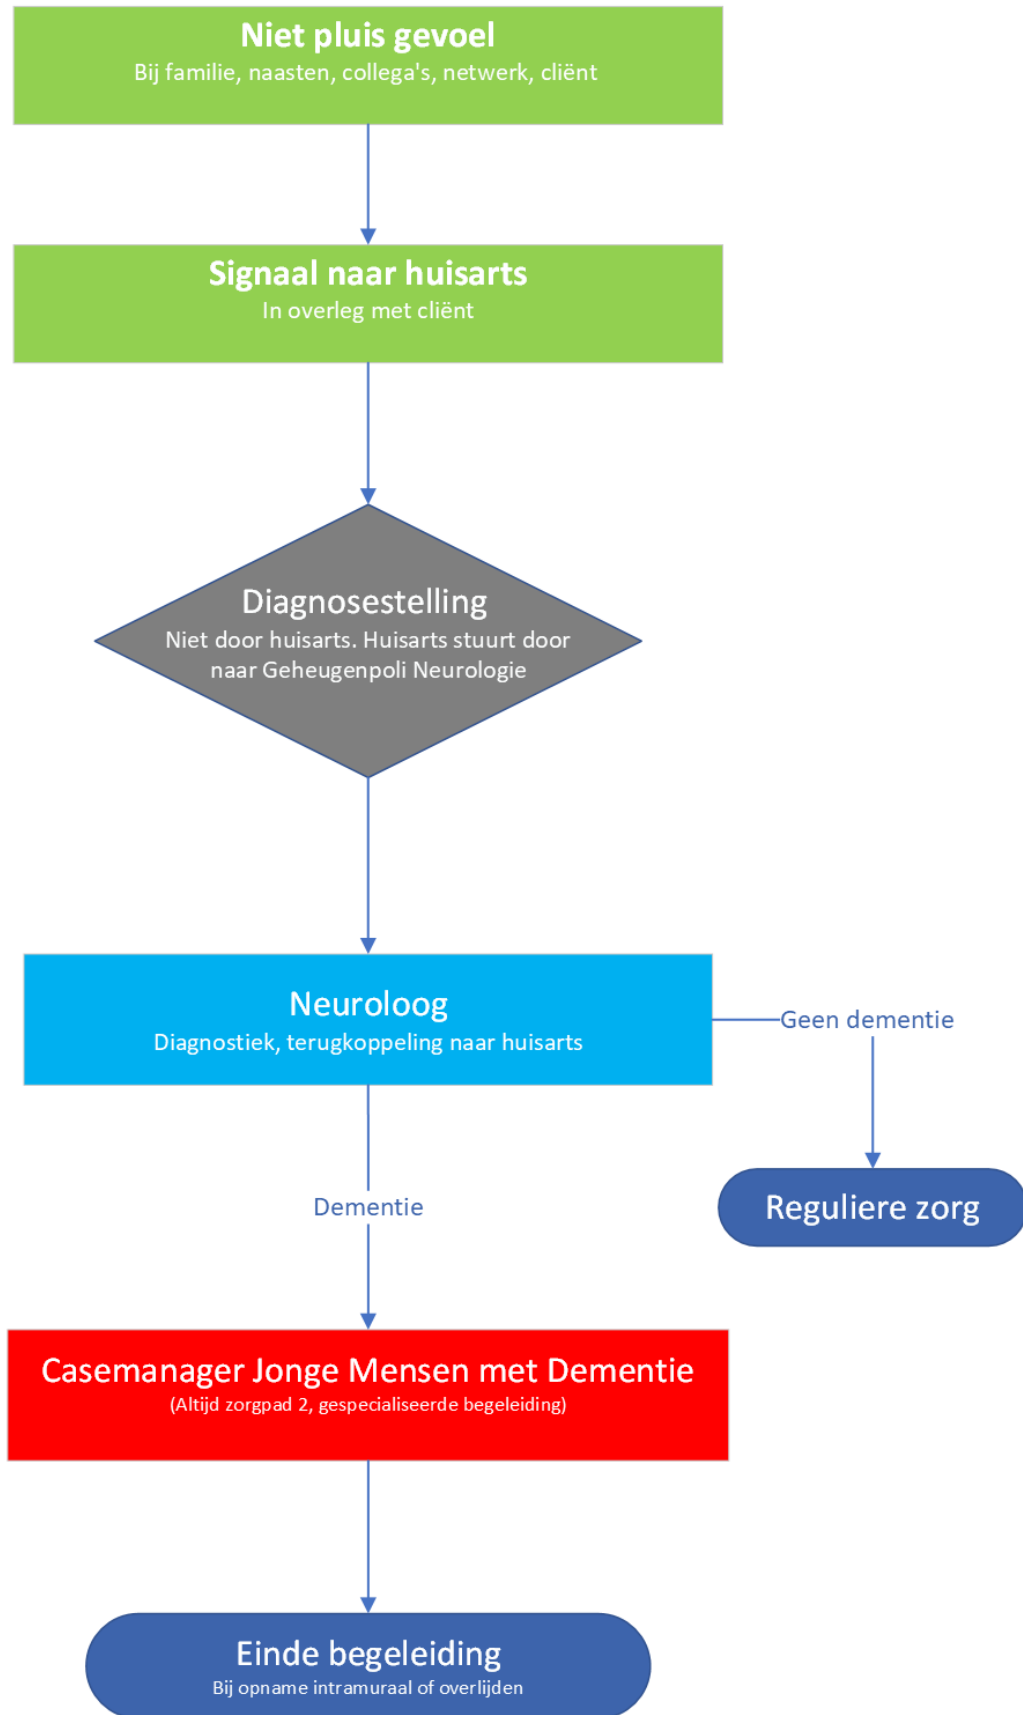 Niet pluis gevoel
Bij familie, naasten, collega's, netwerk, cliënt
Signaal naar huisarts
In overleg met cliënt
Diagnosestelling
Niet door huisarts. Huisarts stuurt door
naar Geheugenpoli Neurologie
Neuroloog
Diagnostiek, terugkoppeling naar huisarts
Geen dementie
Dementie
Reguliere zorg
Casemanager Jonge Mensen met Dementie
(Altijd zorgpad 2, gespecialiseerde begeleiding)
Einde begeleiding
Bij opname intramuraal of overlijden